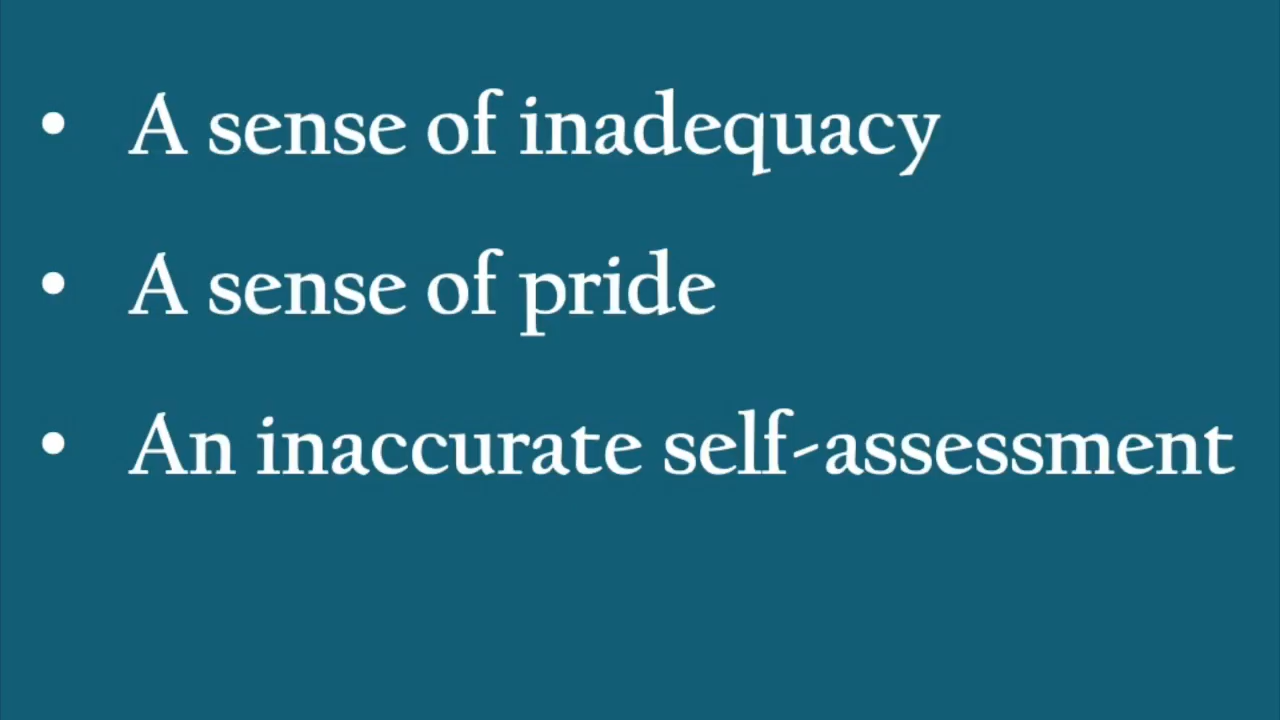 • A sense of inadequacy
• A sense of pride
• An inaccurate self-assessment